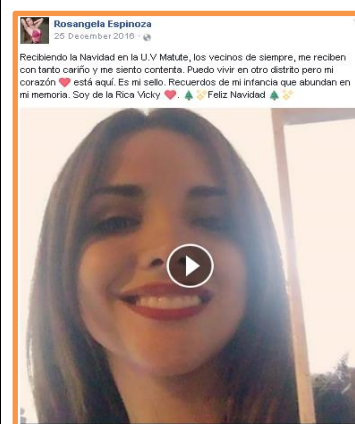 Rosangela Espinoza
25 December 2016 ·
Recibiendo la Navidad en la U.V Matute, los vecinos de siempre, me reciben
con tanto cariño y me siento contenta. Puedo vivir en otro distrito pero mi
corazón ❤️ está aquí. Es mi sello. Recuerdos de mi infancia que abundan en
mi memoria. Soy de la Rica Vicky ❤️. 🎄✨Feliz Navidad 🎄✨